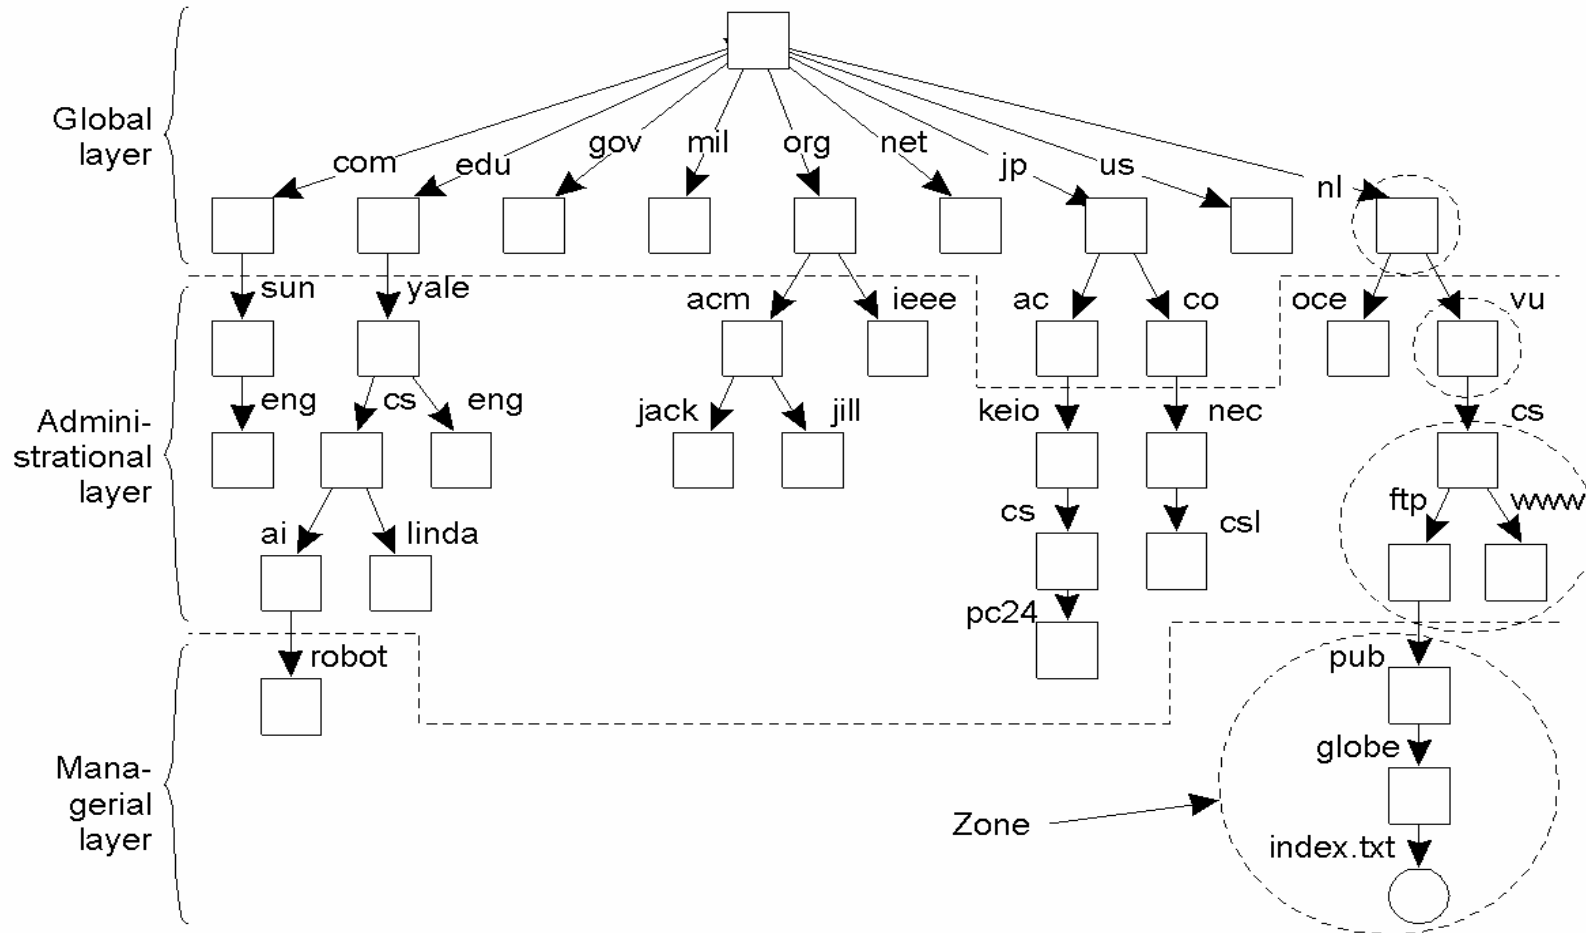 Global
layer
com
edu
gov
mil
org
net
jp
us
nl
sun
yale
acm
ieee
ac
co
oce
vu
Admini-
strational
layer
eng
cs
eng
jack
jill
keio
nec
cs
ai
linda
cs
csl
ftp
www
pc24
robot
pub
Mana-
gerial
layer
globe
Zone
index.txt